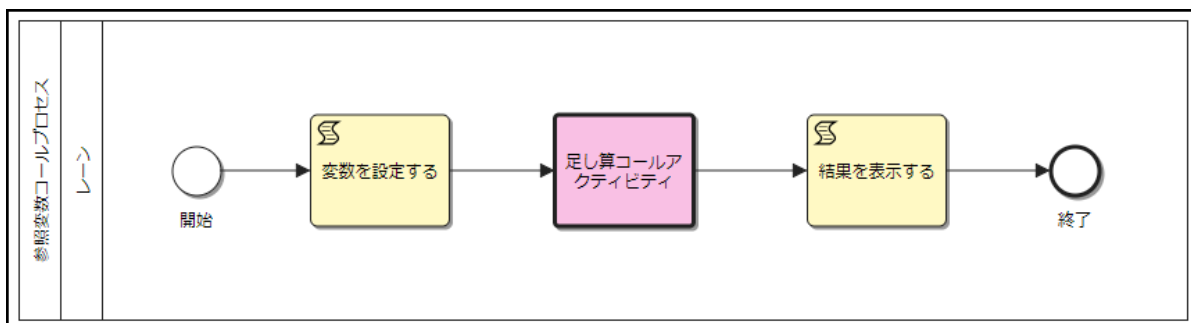 参照変数コールプロセス
レーン
開始
変数を設定する
足し算コールア
クティビティ
結果を表示する
終了